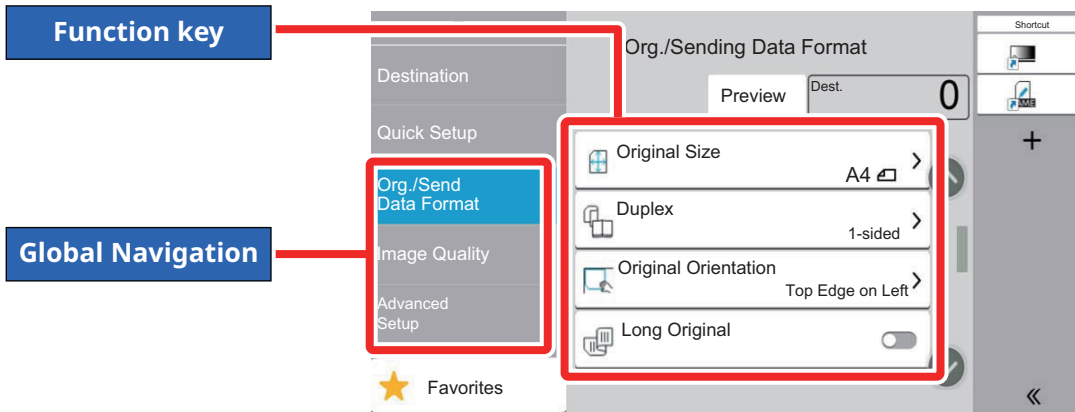 Function key
Global Navigation
Destination
Quick Setup
Org./Send
Data Format
Image Quality
Advanced
Setup
Favorites
Org./Sending Data Format
Preview
Dest.
0
Original Size
A4
Duplex
1-sided
Original Orientation
Top Edge on Left
Long Original
Shortcut